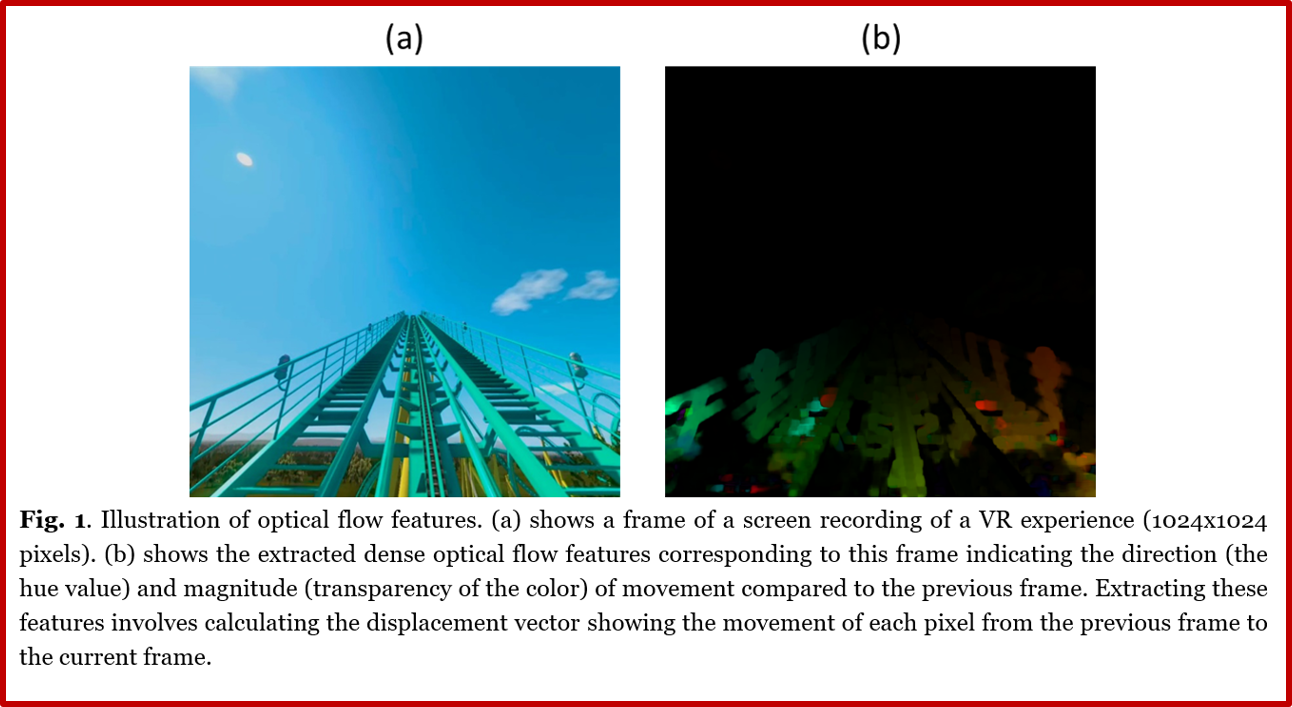 (a)
(b)
Fig. 1. Illustration of optical flow features. (a) shows a frame of a screen recording of a VR experience (1024x1024
pixels). (b) shows the extracted dense optical flow features corresponding to this frame indicating the direction (the
hue value) and magnitude (transparency of the color) of movement compared to the previous frame. Extracting these
features involves calculating the displacement vector showing the movement of each pixel from the previous frame to
the current frame.